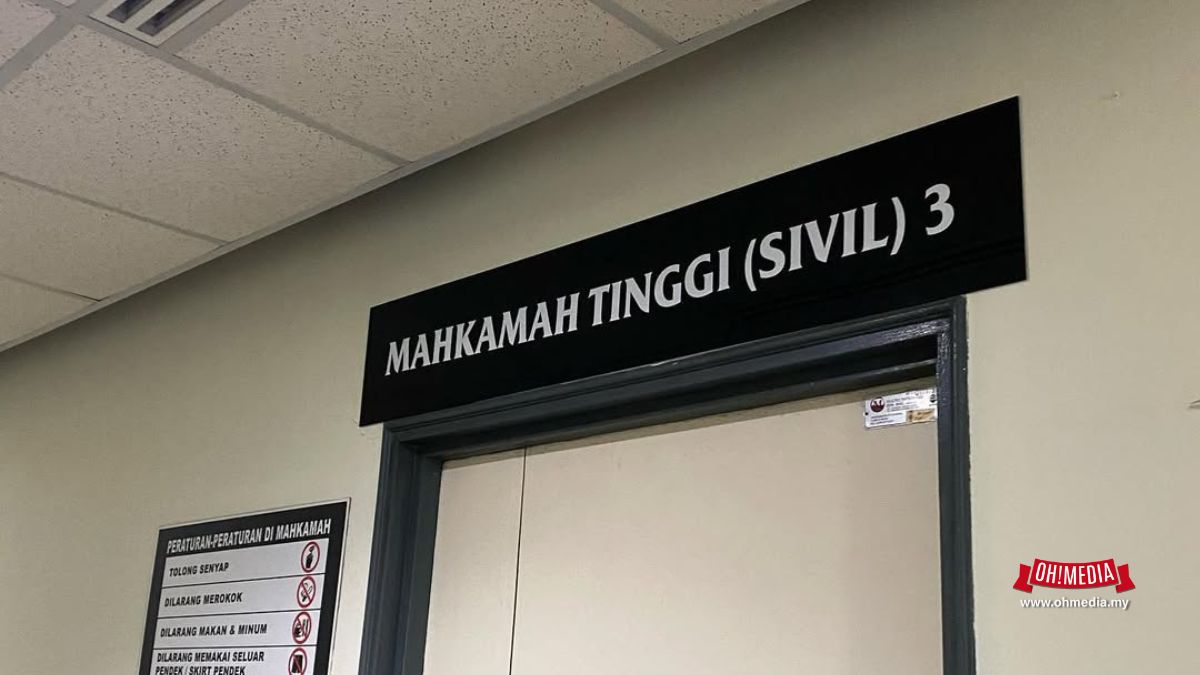 MAHKAMAH TINGGI (SIVIL) 3
PERATURAN-PERATURAN DI MAHKAMAH
TOLONG SENYAP
DILARANG MEROKOK
DILARANG MAKAN & MINUM
DILARANG MEMAKAI SELUAR
PENDEK / SKIRT PENDEK
OH!MEDIA
www.ohmedia.my